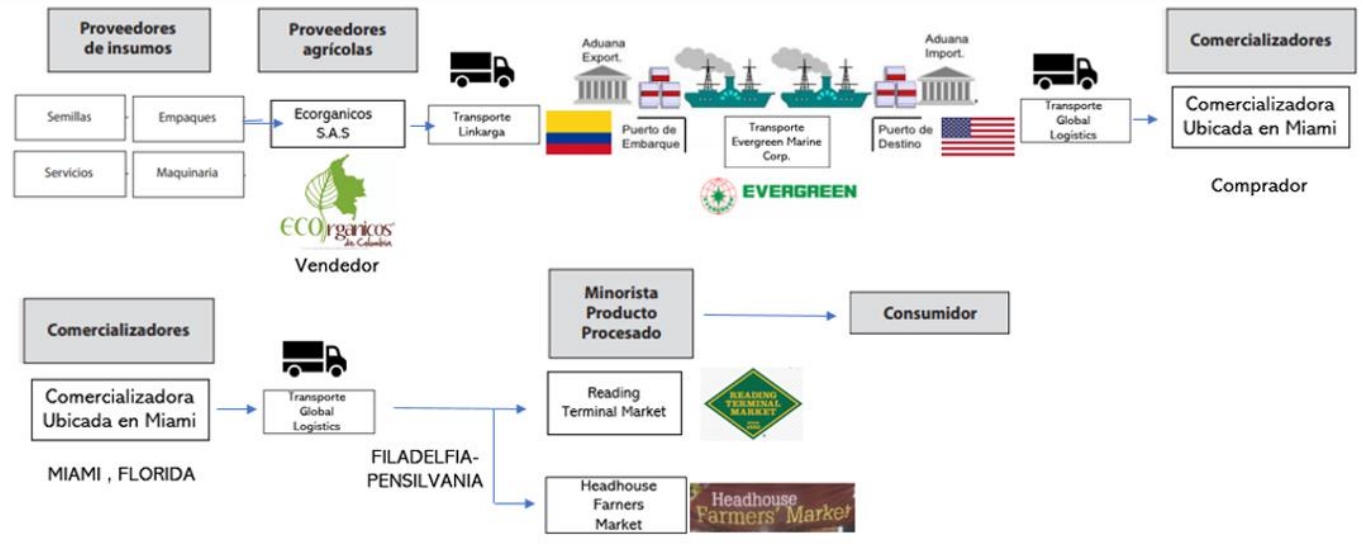 Proveedores
de insumos
Proveedores
agrícolas
Comercializadores
Aduana
Export.
Aduana
Import.
Semillas
Empaques
Servicios
Maquinaria
Ecorganicos
S.A.S
Transporte
Linkarga
Puerto de
Embarque
Transporte
Evergreen Marine
Corp.
EVERGREEN
Puerto de
Destino
Transporte
Global
Logistics
Comercializadora
Ubicada en Miami
Comprador
ECOrganicos
de Colombia
Vendedor
Comercializadores
Comercializadora
Ubicada en Miami
MIAMI , FLORIDA
Transporte
Global
Logistics
FILADELFIA-
PENSILVANIA
Minorista
Producto
Procesado
Consumidor
Reading
Terminal Market
READING
TERMINAL
MARKET
Headhouse
Farners
Market
Headhouse
Farmers' Market